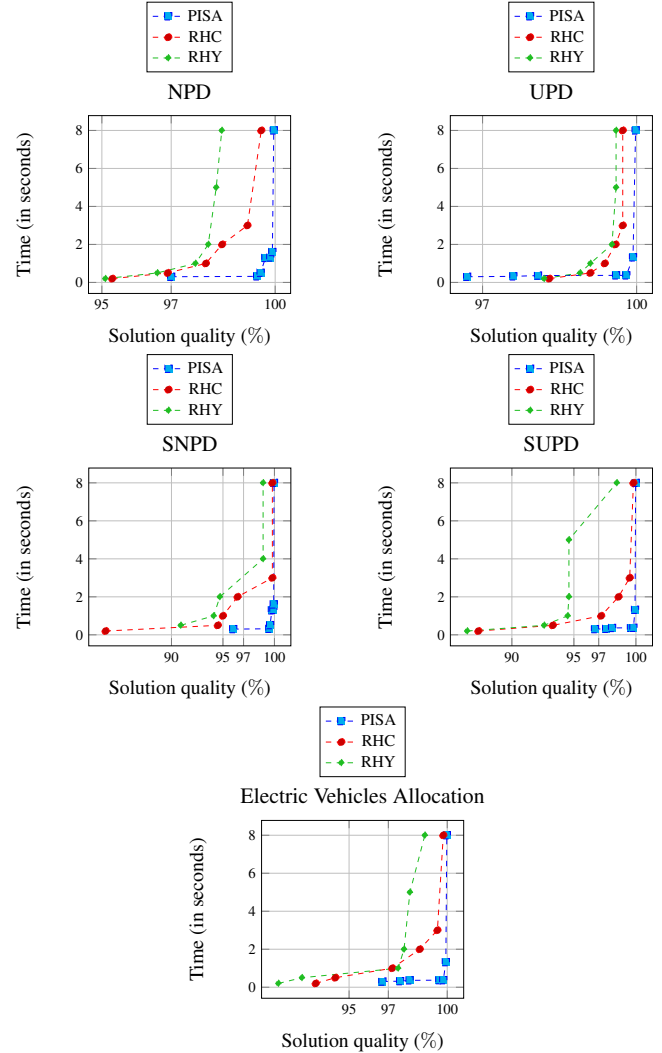 PISA
RHC
RHY
NPD
8
6
4
2
0
95
97
100
Time (in seconds)
Solution quality (%)
PISA
RHC
RHY
UPD
8
6
4
2
0
97
100
Time (in seconds)
Solution quality (%)
PISA
RHC
RHY
SNPD
8
6
4
2
0
90
95
97
100
Time (in seconds)
Solution quality (%)
PISA
RHC
RHY
SUPD
8
6
4
2
0
90
95
97
100
Time (in seconds)
Solution quality (%)
PISA
RHC
RHY
Electric Vehicles Allocation
8
6
4
2
0
95
97
100
Time (in seconds)
Solution quality (%)